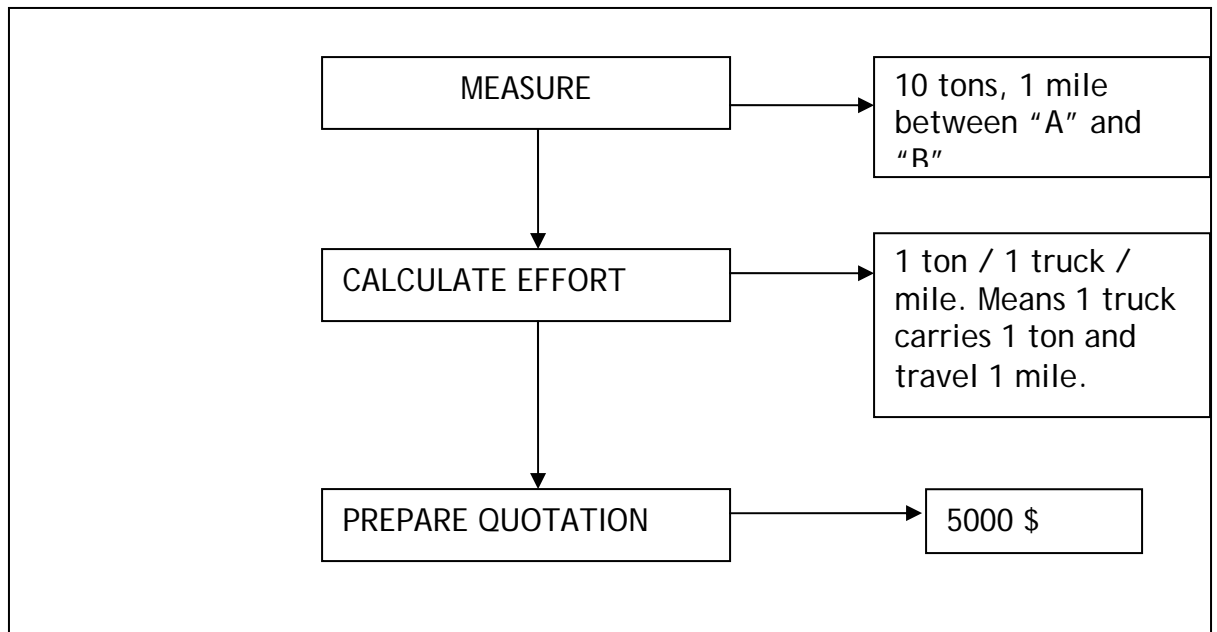 MEASURE
10 tons, 1 mile
between “A” and
“B”
CALCULATE EFFORT
1 ton / 1 truck /
mile. Means 1 truck
carries 1 ton and
travel 1 mile.
PREPARE QUOTATION
5000 $